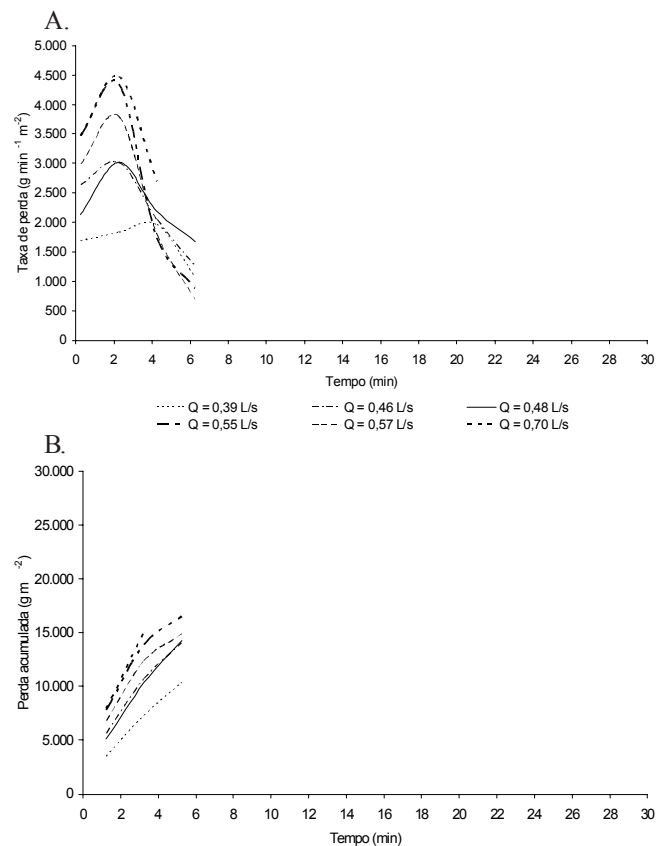 A.
Taxa de perda (g min -1 m-2)
5.000
4.500
4.000
3.500
3.000
2.500
2.000
1.500
1.000
500
0
0 2 4 6 8 10 12 14 16 18 20 22 24 26 28 30
Tempo (min)
Q = 0,39 L/s Q = 0,46 L/s Q = 0,48 L/s
Q = 0,55 L/s Q = 0,57 L/s Q = 0,70 L/s
B.
Perda acumulada (g m -2)
30.000
25.000
20.000
15.000
10.000
5.000
0
0 2 4 6 8 10 12 14 16 18 20 22 24 26 28 30
Tempo (min)